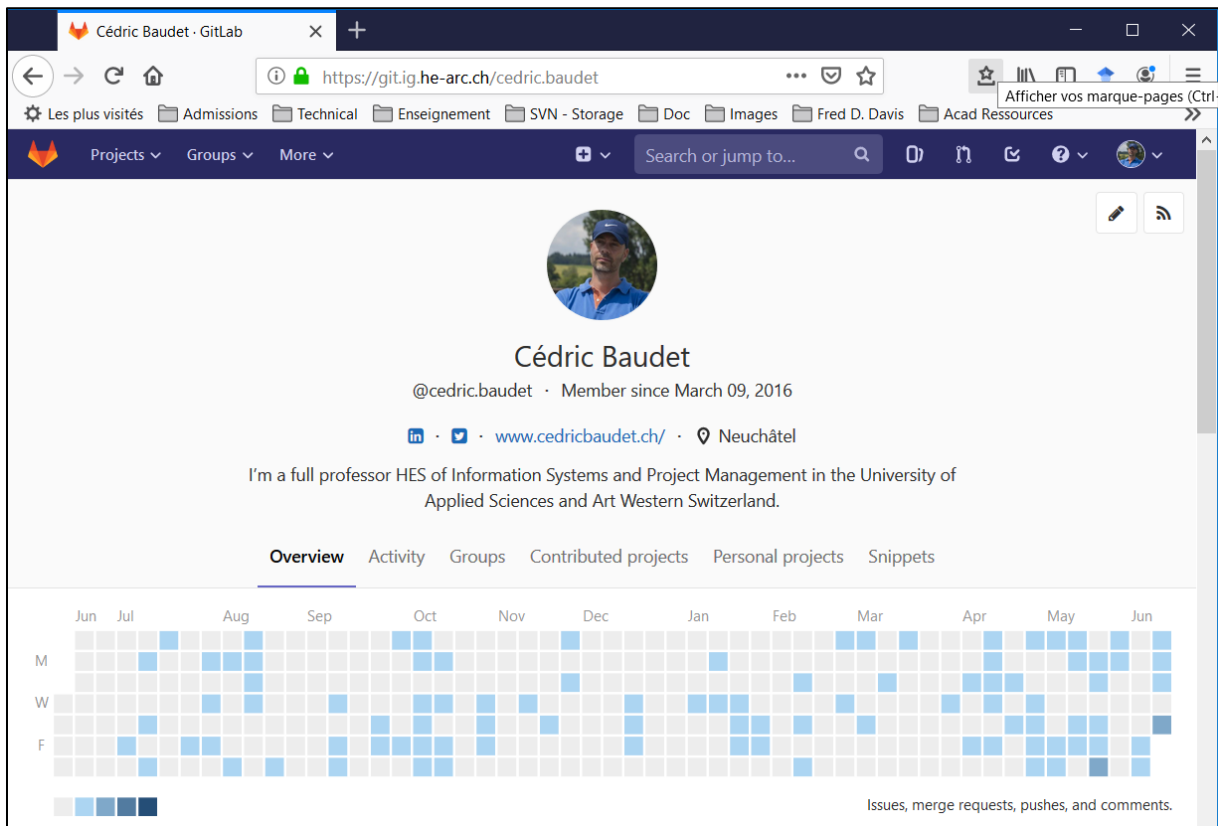 Cédric Baudet · GitLab
https://git.ig.he-arc.ch/cedric.baudet
Afficher vos marque-pages (Ctrl+
Les plus visités Admissions Technical Enseignement SVN - Storage Doc Images Fred D. Davis Acad Ressources
Projects Groups More Search or jump to...
Cédric Baudet
@cedric.baudet · Member since March 09, 2016
in · · www.cedricbaudet.ch/ · Neuchâtel
I'm a full professor HES of Information Systems and Project Management in the University of
Applied Sciences and Art Western Switzerland.
Overview Activity Groups Contributed projects Personal projects Snippets
Jun Jul Aug Sep Oct Nov Dec Jan Feb Mar Apr May Jun
M
W
F
Issues, merge requests, pushes, and comments.